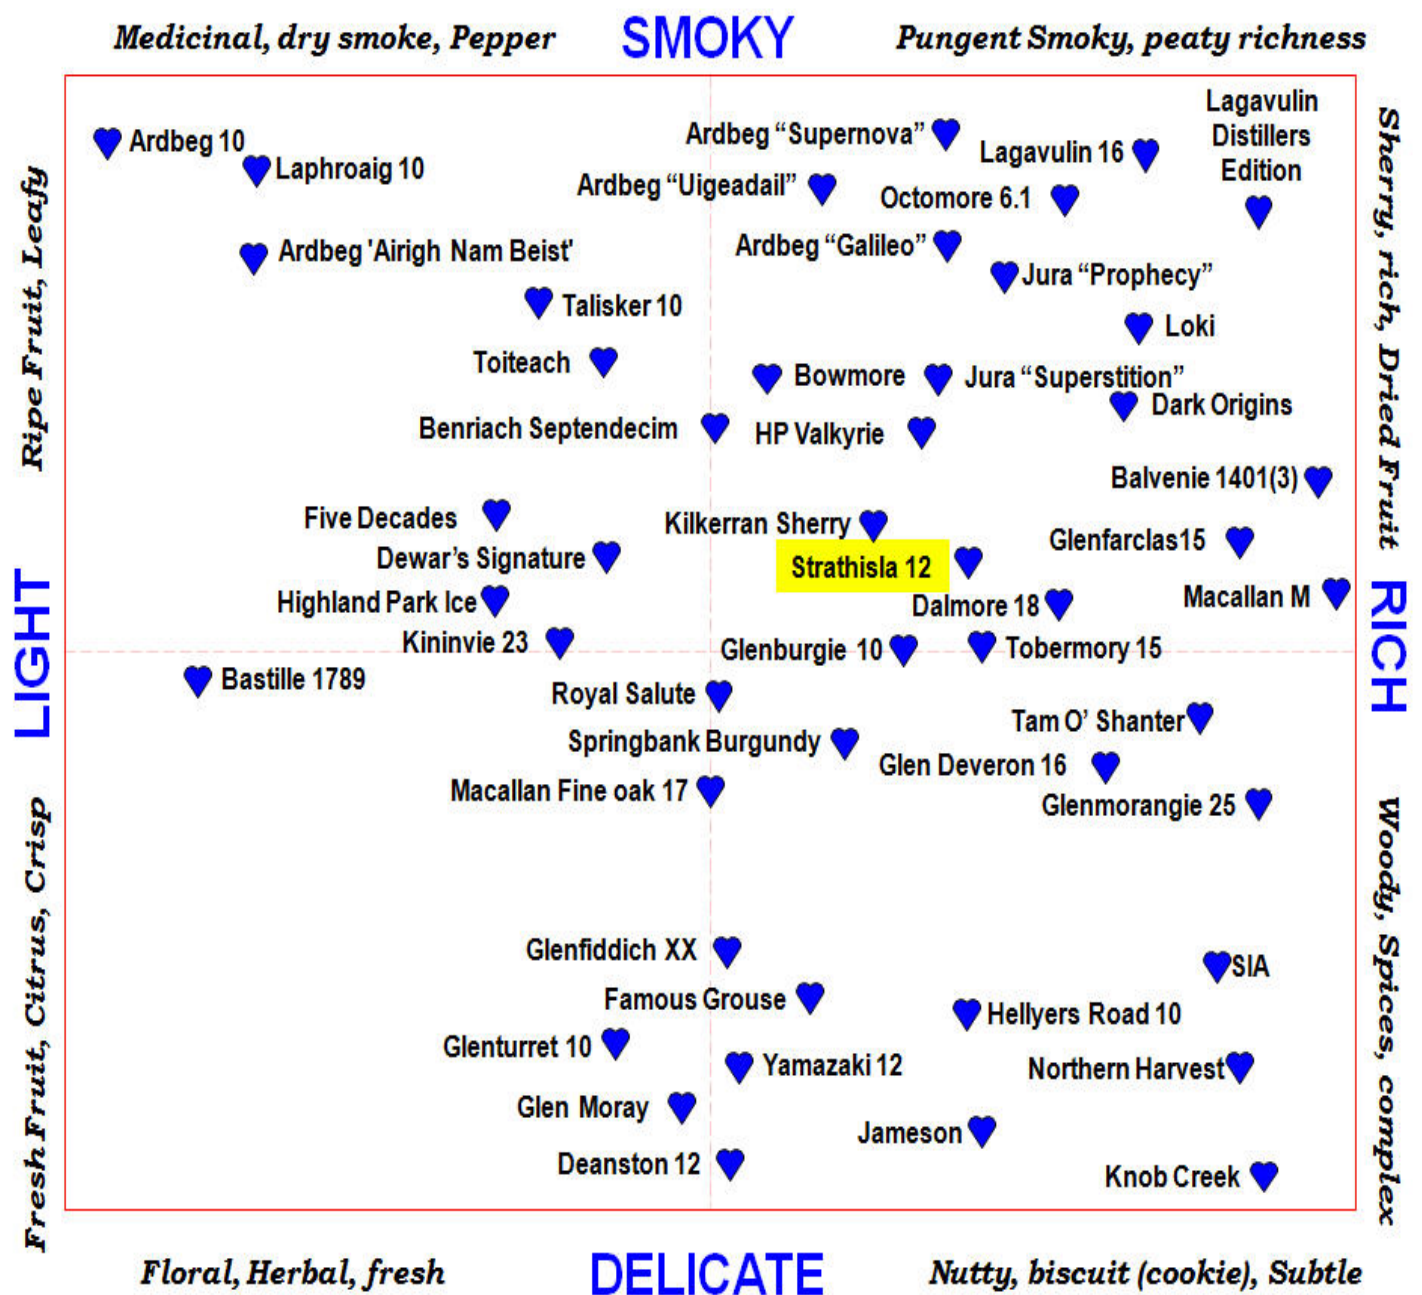 Medicinal, dry smoke, Pepper
SMOKY
Pungent Smoky, peaty richness
Ripe Fruit, Leafy
LIGHT
Fresh Fruit, Citrus, Crisp
Sherry, rich, Dried Fruit
RICH
Woody, Spices, complex
Ardbeg 10
Laphroaig 10
Ardbeg “Supernova”
Lagavulin 16
Lagavulin
Distillers
Edition
Ardbeg “Uigeadail”
Octomore 6.1
Ardbeg 'Airigh Nam Beist'
Ardbeg “Galileo”
Jura “Prophecy”
Talisker 10
Loki
Toiteach
Bowmore
Jura “Superstition”
Dark Origins
Benriach Septendecim
HP Valkyrie
Balvenie 1401(3)
Five Decades
Kilkerran Sherry
Glenfarclas15
Dewar’s Signature
Strathisla 12
Highland Park Ice
Dalmore 18
Macallan M
Kininvie 23
Glenburgie 10
Tobermory 15
Bastille 1789
Royal Salute
Tam O’ Shanter
Springbank Burgundy
Glen Deveron 16
Macallan Fine oak 17
Glenmorangie 25
Glenfiddich XX
SIA
Famous Grouse
Hellyers Road 10
Glenturret 10
Yamazaki 12
Northern Harvest
Glen Moray
Jameson
Deanston 12
Knob Creek
Floral, Herbal, fresh
DELICATE
Nutty, biscuit (cookie), Subtle